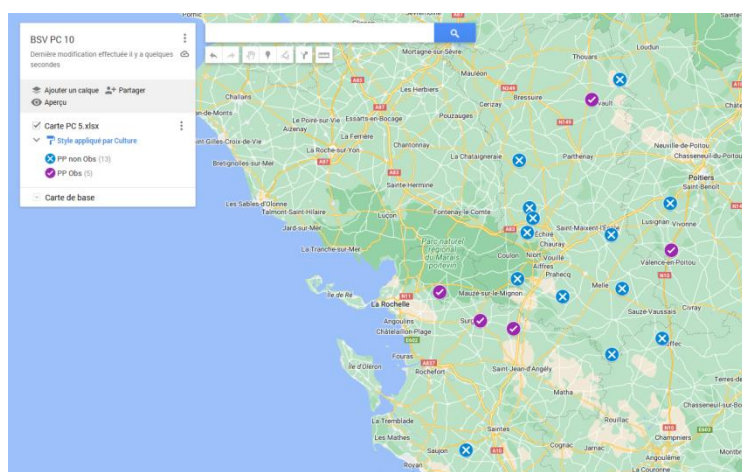 BSV PC 10
Dernière modification effectuée il y a quelques
secondes
Ajouter un calque Partager
Aperçu
Carte PC 5.xlsx
Style appliqué par Culture
PP non Obs (13)
PP Obs (5)
Carte de base
Pornic
Loudun
Mortagne-sur-Sèvre
Thouars
Mauléon
Challans
Les Herbiers
Bressuire
Cerizay
Le Poiré-sur-Vie
Essarts-en-Bocage
Pouzauges
Aizenay
La Ferrière
Neuville-de-Poitou
Saint Gilles-Croix-de-Vie
Chantonnay
Chasseneuil-du-Poitou
La Roche-sur-Yon
La Chataigneraie
Parthenay
Bretignolles-sur-Mer
Poitiers
Sainte-Hermine
Saint-Benoît
Les Sables-d'Olonne
Talmont-Saint-Hilaire
Luçon
Fontenay-le-Comte
Lusignan
Vivonne
Jard-sur-Mer
Échiré
Saint-Maixent-l'École
Chauray
La Tranche-sur-Mer
Parc naturel
régional
du Marais
poitevin
Coulon
Niort
Vouillé
Aiffres
Valence-en-Poitou
Prahecq
Île de Ré
Mauzé-sur-le-Mignon
Melle
La Rochelle
Sauzé-Vaussais
Civray
Angoulins
Châtelaillon-Plage
Fouras
Île d'Oléron
Rochefort
Saint-Jean-d'Angély
Matha
Rouillac
La Tremblade
Saintes
Les Mathes
Cognac
Jarnac
Champniers
Saujon
Angoulême
Royan
La Couronne